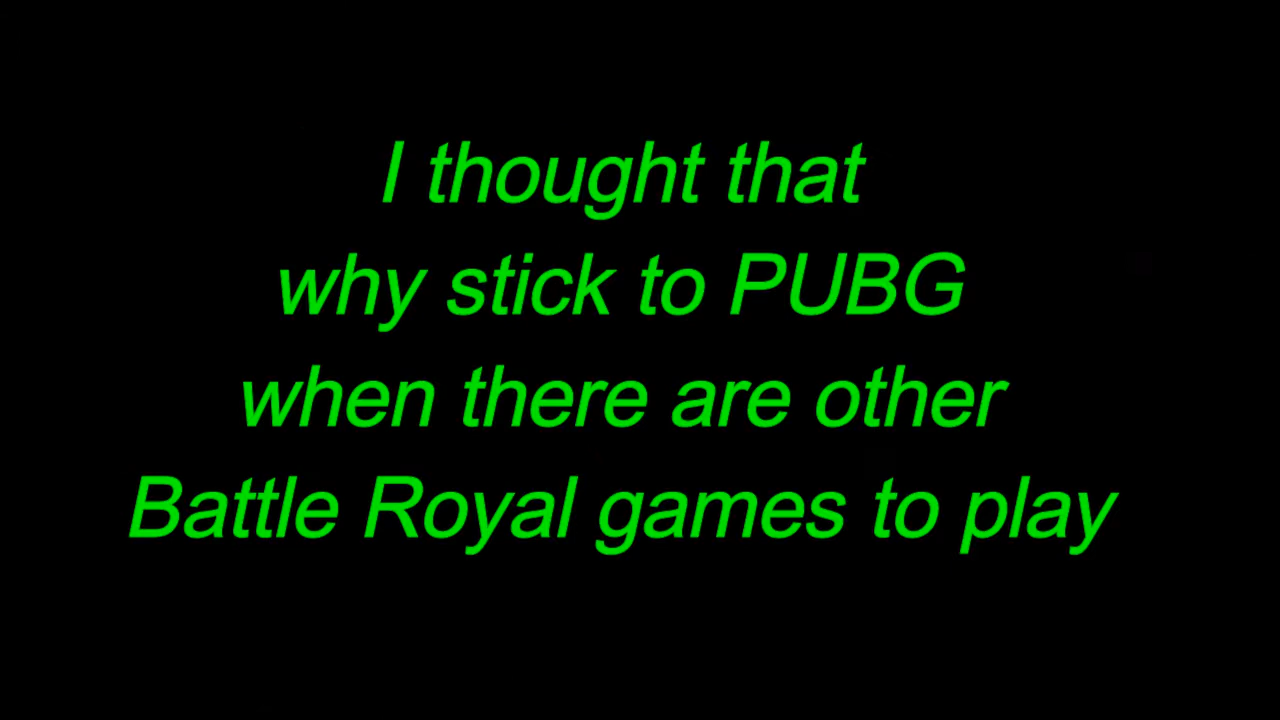 I thought that
why stick to PUBG
when there are other
Battle Royal games to play